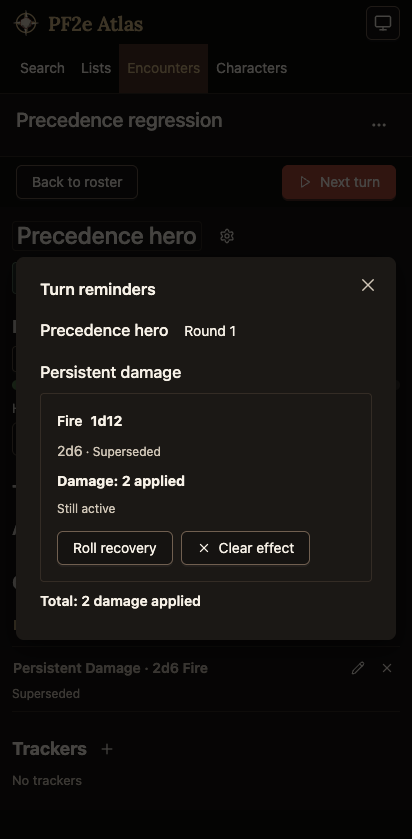 PF2e Atlas
Search Lists Encounters Characters
Precedence regression
Back to roster Next turn
Precedence hero
Turn reminders
Precedence hero Round 1
Persistent damage
Fire 1d12
2d6 · Superseded
Damage: 2 applied
Still active
Roll recovery Clear effect
Total: 2 damage applied
Persistent Damage · 2d6 Fire
Superseded
Trackers
No trackers